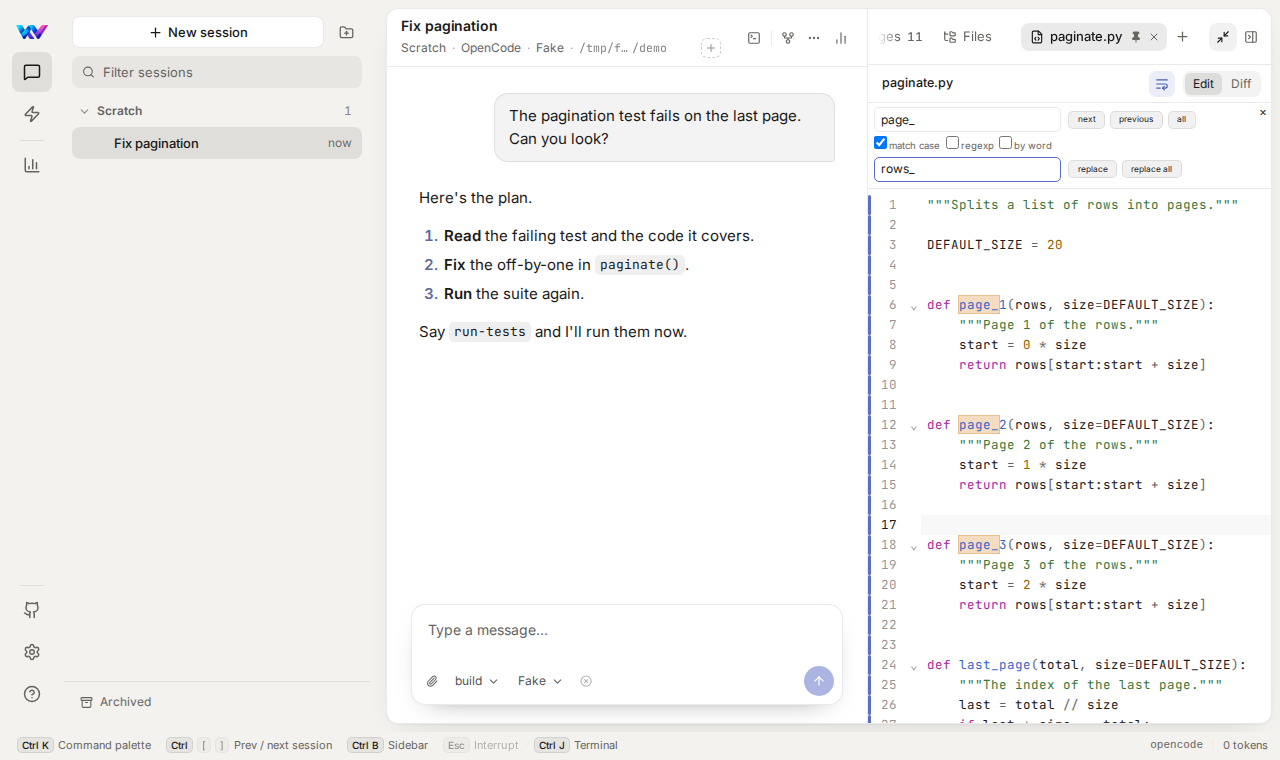 New session
Filter sessions
Scratch 1
Fix pagination now
Archived
Fix pagination
Scratch · OpenCode · Fake · /tmp/f… /demo
The pagination test fails on the last page.
Can you look?
Here's the plan.
1. Read the failing test and the code it covers.
2. Fix the off-by-one in paginate().
3. Run the suite again.
Say run-tests and I'll run them now.
Type a message...
build Fake
ges 11 Files paginate.py
paginate.py Edit Diff
page_ next previous all
match case regexp by word
rows_ replace replace all
1 """Splits a list of rows into pages."""
2
3 DEFAULT_SIZE = 20
4
5
6 def page_1(rows, size=DEFAULT_SIZE):
7 """Page 1 of the rows."""
8 start = 0 * size
9 return rows[start:start + size]
10
11
12 def page_2(rows, size=DEFAULT_SIZE):
13 """Page 2 of the rows."""
14 start = 1 * size
15 return rows[start:start + size]
16
17
18 def page_3(rows, size=DEFAULT_SIZE):
19 """Page 3 of the rows."""
20 start = 2 * size
21 return rows[start:start + size]
22
23
24 def last_page(total, size=DEFAULT_SIZE):
25 """The index of the last page."""
26 last = total // size
Ctrl K Command palette Ctrl [ ] Prev / next session Ctrl B Sidebar Esc Interrupt Ctrl J Terminal opencode 0 tokens